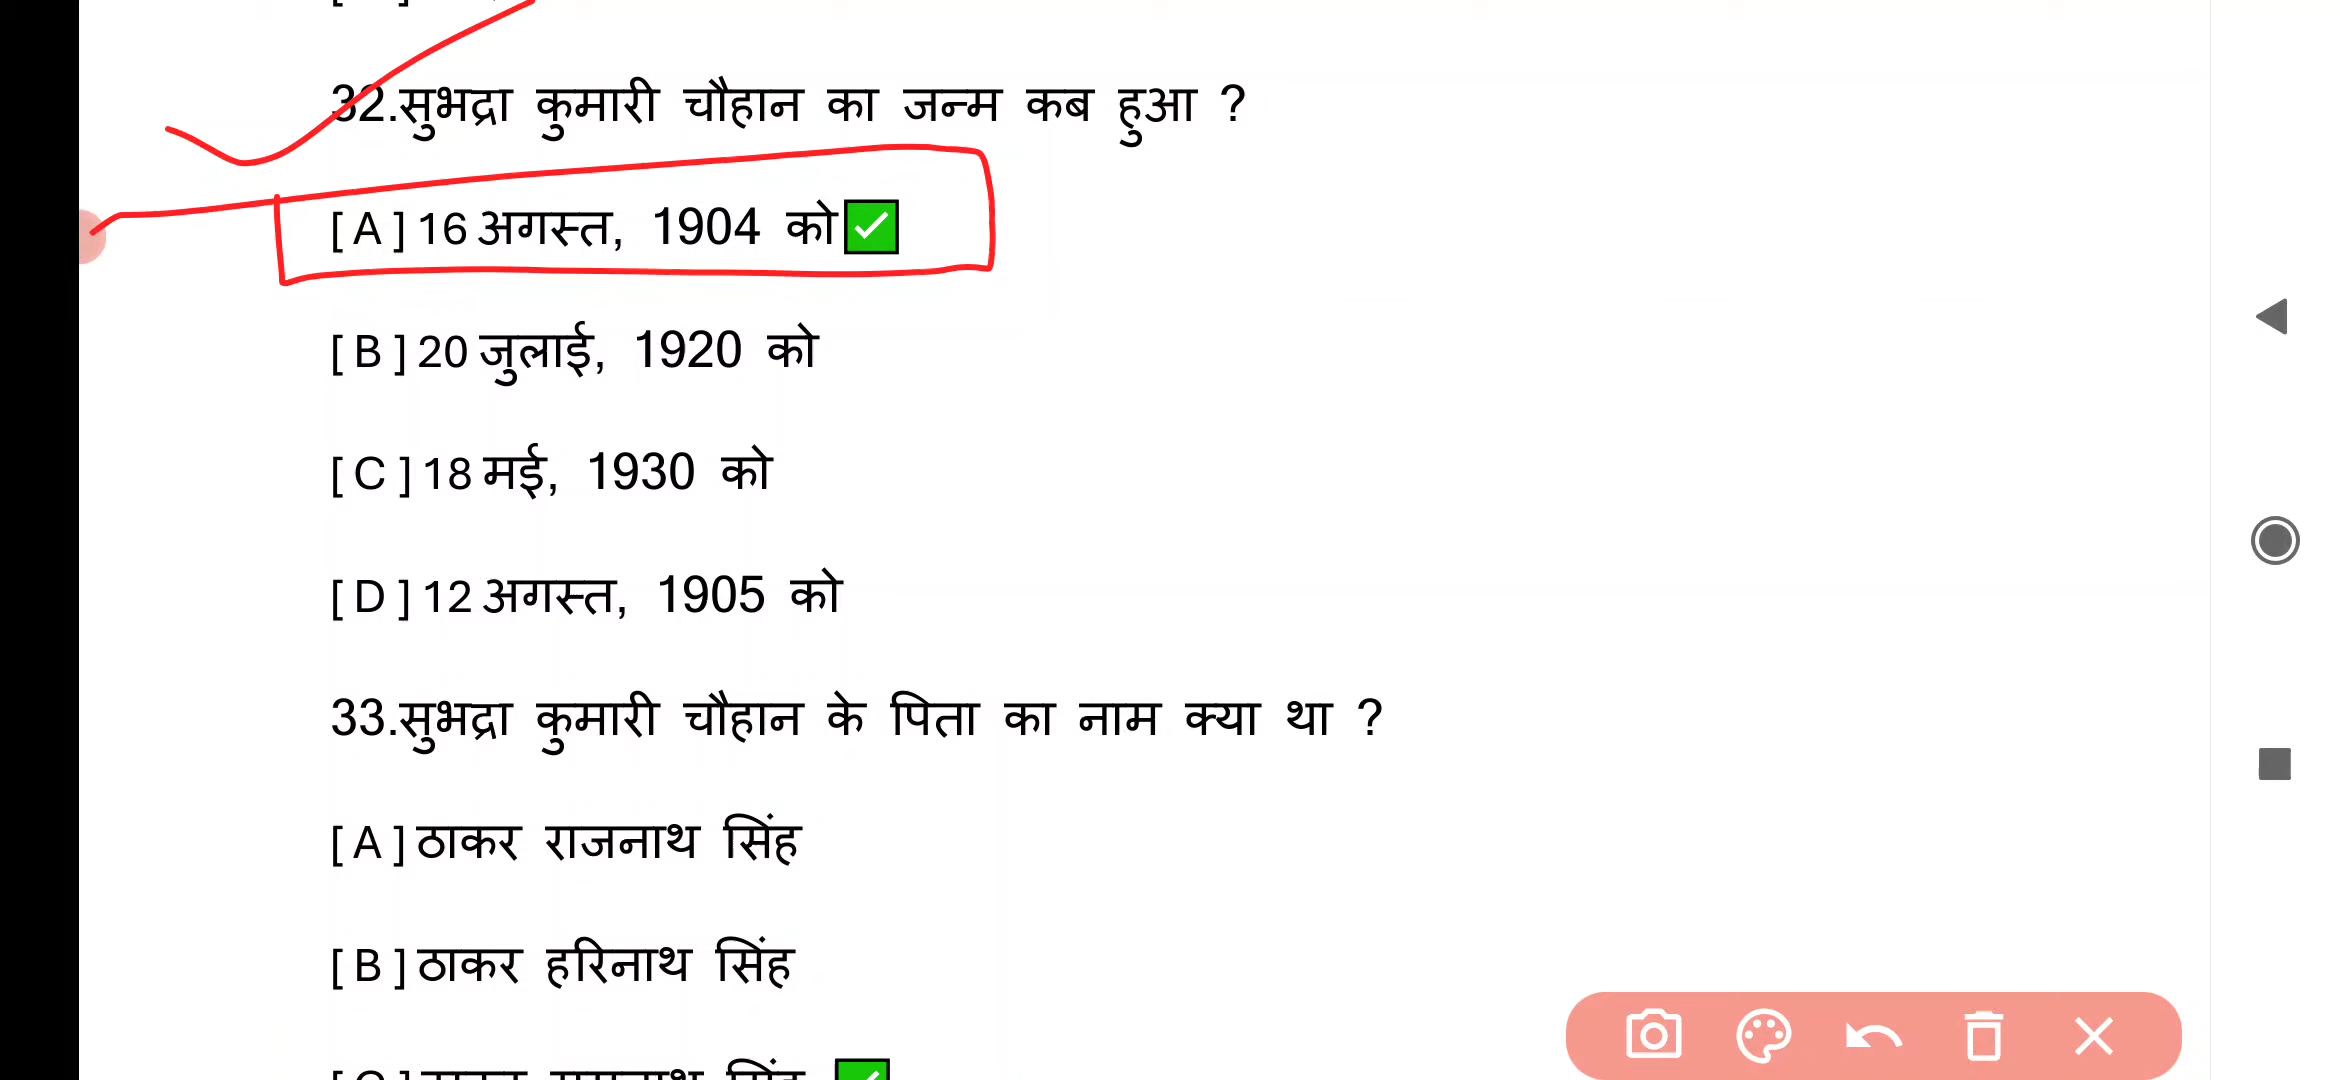 32.सुभद्रा कुमारी चौहान का जन्म कब हुआ ?
[A]16 अगस्त, 1904 को✅
[B]20 जुलाई, 1920 को
[C]18 मई, 1930 को
[D]12 अगस्त, 1905 को
33.सुभद्रा कुमारी चौहान के पिता का नाम क्या था ?
[A]ठाकर राजनाथ सिंह
[B]ठाकर हरिनाथ सिंह